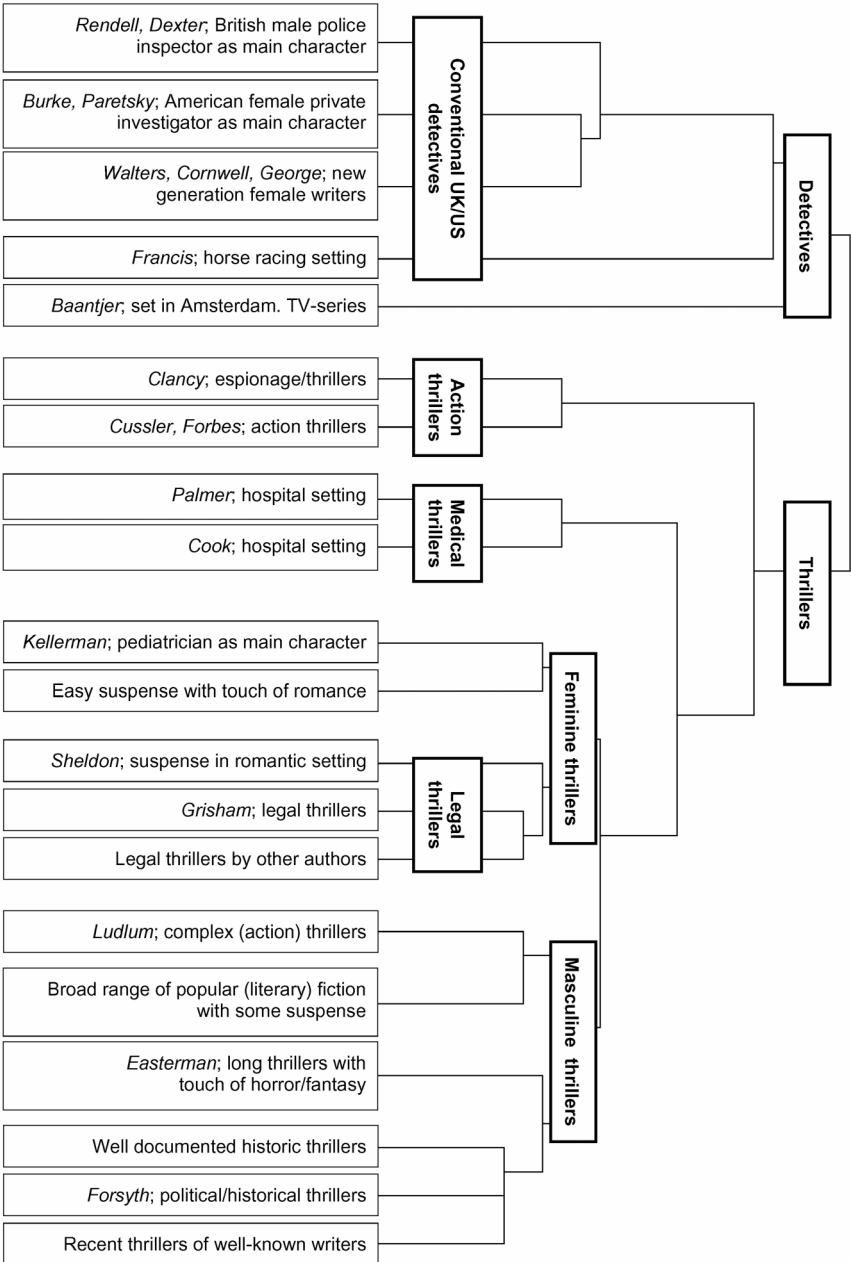 Rendell, Dexter; British male police
inspector as main character
Burke, Paretsky; American female private
investigator as main character
Walters, Cornwell, George; new
generation female writers
Francis; horse racing setting
Baantjer; set in Amsterdam. TV-series
Conventional UK/US
detectives
Detectives
Clancy; espionage/thrillers
Cussler, Forbes; action thrillers
Action
thrillers
Palmer; hospital setting
Cook; hospital setting
Medical
thrillers
Thrillers
Kellerman; pediatrician as main character
Easy suspense with touch of romance
Sheldon; suspense in romantic setting
Grisham; legal thrillers
Legal thrillers by other authors
Legal
thrillers
Feminine thrillers
Ludlum; complex (action) thrillers
Broad range of popular (literary) fiction
with some suspense
Easterman; long thrillers with
touch of horror/fantasy
Well documented historic thrillers
Forsyth; political/historical thrillers
Recent thrillers of well-known writers
Masculine thrillers